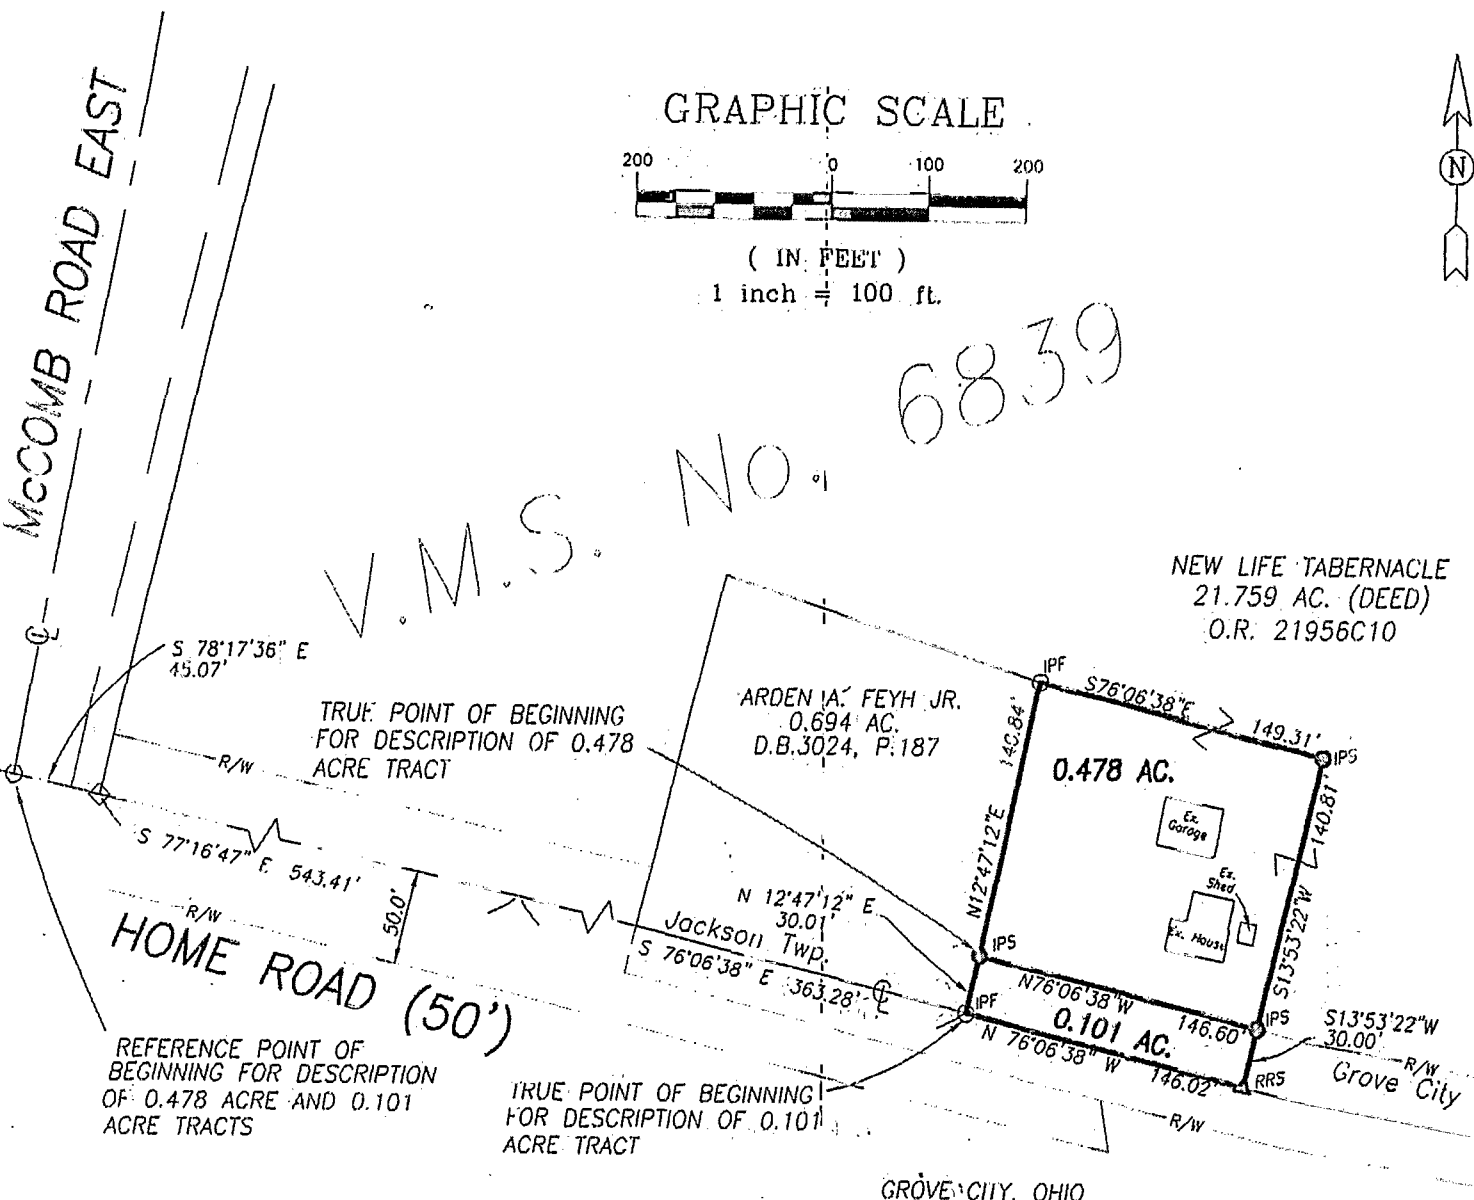 GRAPHIC SCALE
200 0 100 200
( IN FEET )
1 inch = 100 ft.
N
McCOMB ROAD EAST
V.M.S. NO. 6839
NEW LIFE TABERNACLE
21.759 AC. (DEED)
O.R. 21956C10
S 78°17'36" E
45.07'
TRUE POINT OF BEGINNING
FOR DESCRIPTION OF 0.478
ACRE TRACT
ARDEN A. FEYH JR.
0.694 AC.
D.B.3024, P.187
IPF
S76°06'38"E
149.31'
IPS
140.84'
N12°47'12"E
0.478 AC.
140.81'
S13°53'22"W
Ex.
Garage
Ex.
Shed
Ex. House
R/W
S 77°16'47" E 543.41'
50.0'
R/W
HOME ROAD (50')
N 12°47'12" E
30.01'
Jackson Twp.
S 76°06'38" E 363.28'
IPS
IPF
N76°06'38"W
146.60'
0.101 AC.
N 76°06'38" W
146.02'
IPS
S13°53'22"W
30.00'
RRS
R/W
Grove City
R/W
REFERENCE POINT OF
BEGINNING FOR DESCRIPTION
OF 0.478 ACRE AND 0.101
ACRE TRACTS
TRUE POINT OF BEGINNING
FOR DESCRIPTION OF 0.101
ACRE TRACT
GROVE CITY, OHIO